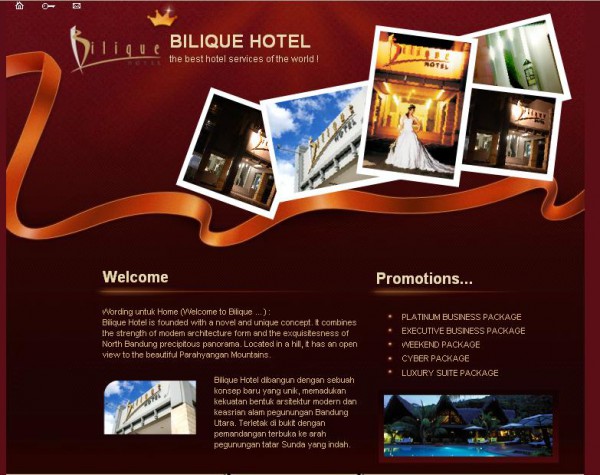 Bilique
HOTEL
BILIQUE HOTEL
the best hotel services of the world !
Bilique
HOTEL
Bilique
HOTEL
Welcome
Wording untuk Home (Welcome to Bilique ... ) :
Bilique Hotel is founded with a novel and unique concept. It combines
the strength of modern architecture form and the exquisitesness of
North Bandung precipitous panorama. Located in a hill, it has an open
view to the beautiful Parahyangan Mountains.
Bilique Hotel dibangun dengan sebuah
konsep baru yang unik, memadukan
kekuatan bentuk arsitektur modern dan
keasrian alam pegunungan Bandung
Utara. Terletak di bukit dengan
pemandangan terbuka ke arah
pegunungan tatar Sunda yang indah.
Promotions...
PLATINUM BUSINESS PACKAGE
EXECUTIVE BUSINESS PACKAGE
WEEKEND PACKAGE
CYBER PACKAGE
LUXURY SUITE PACKAGE